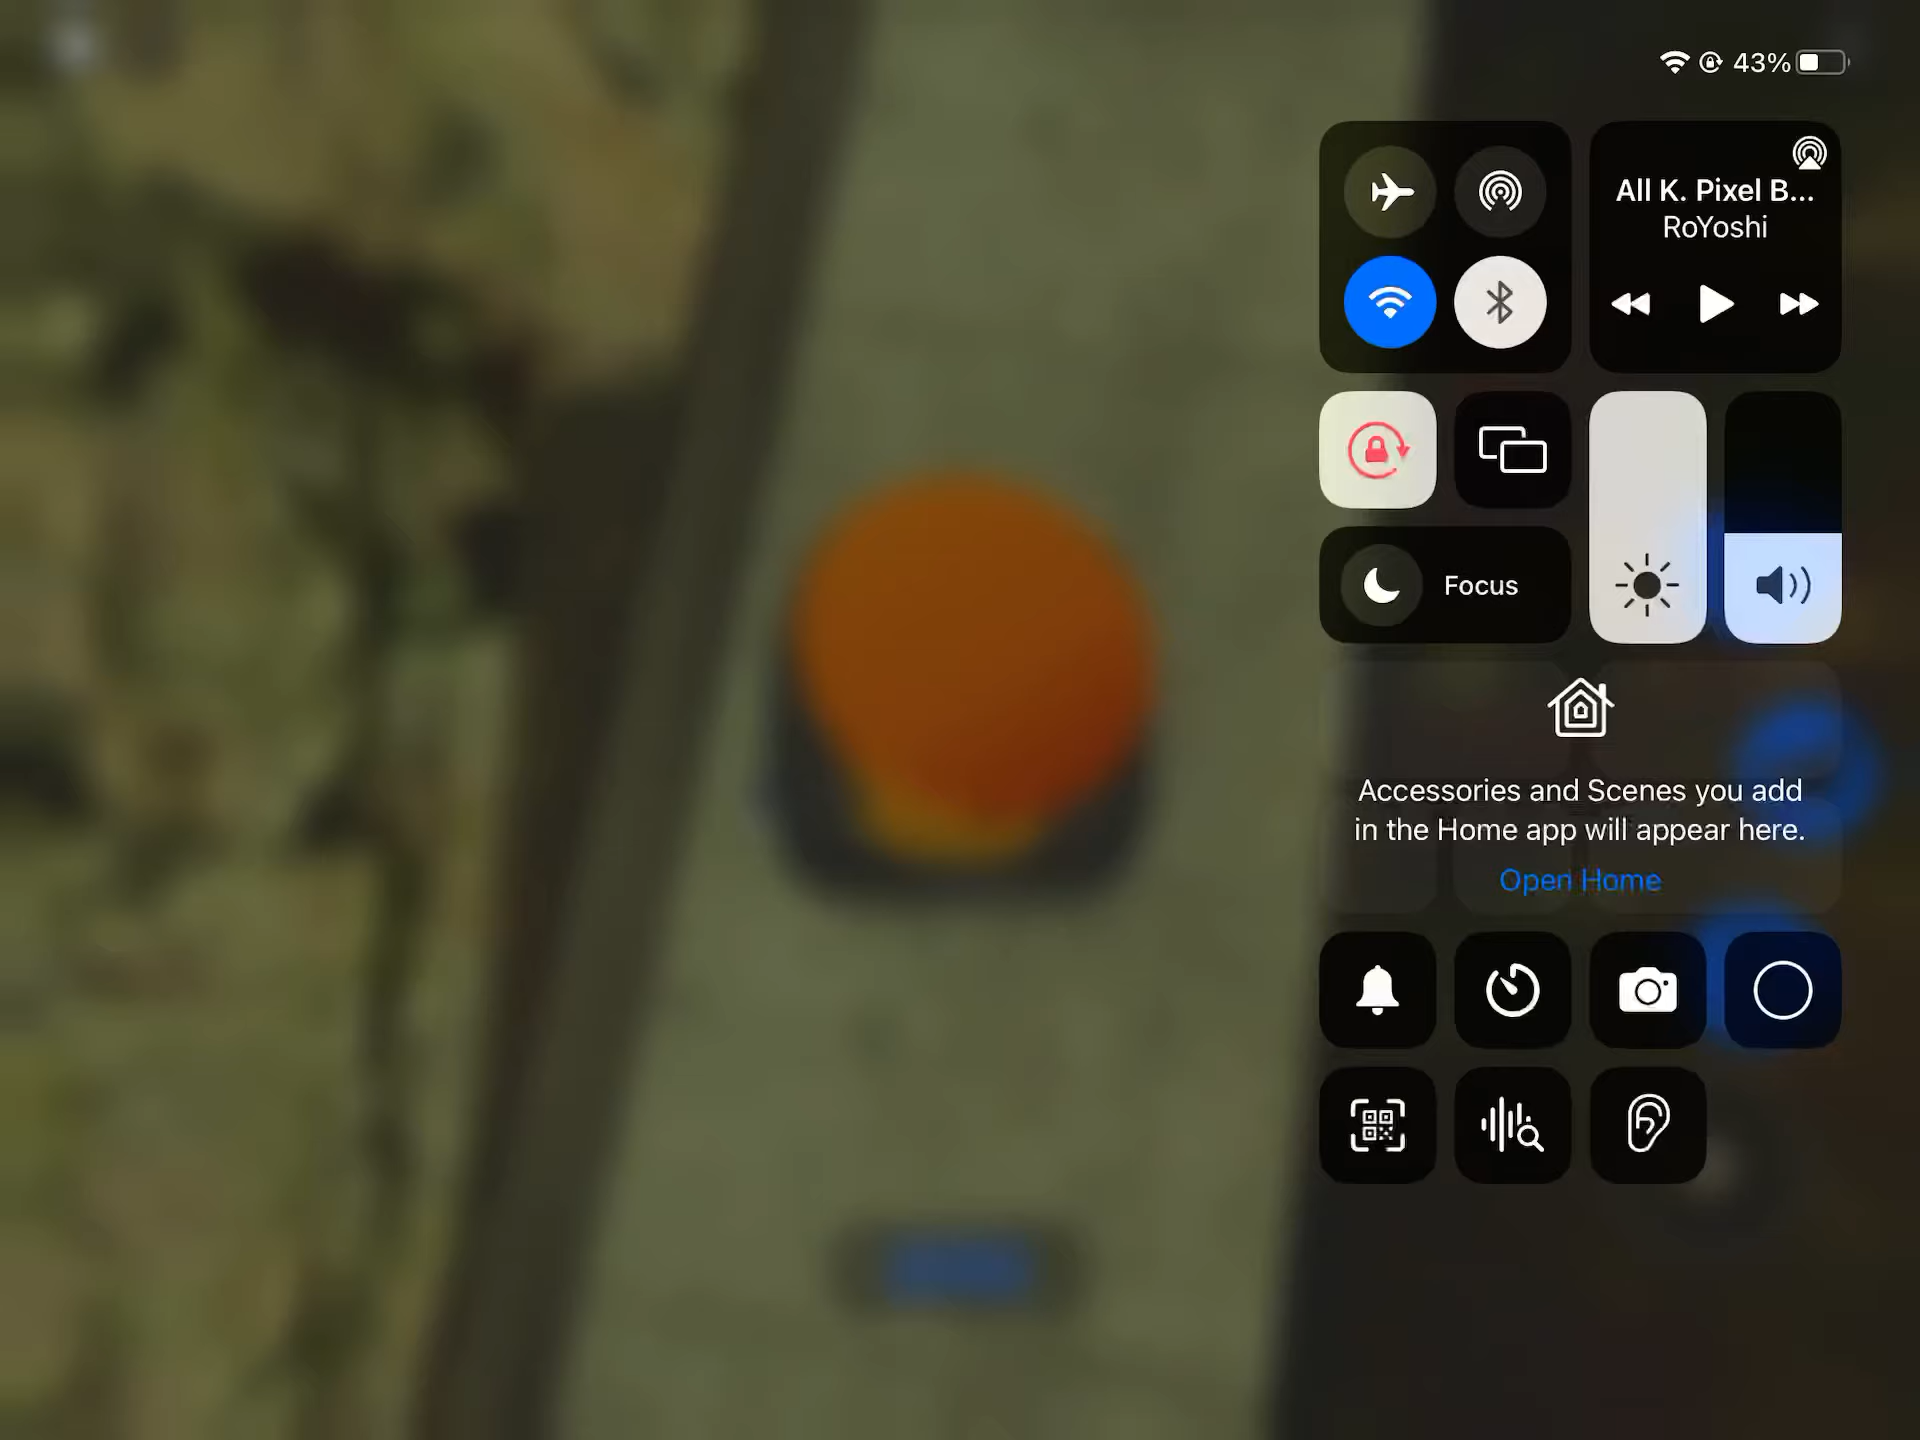 43%
All K. Pixel B...
RoYoshi
Focus
Accessories and Scenes you add
in the Home app will appear here.
Open Home